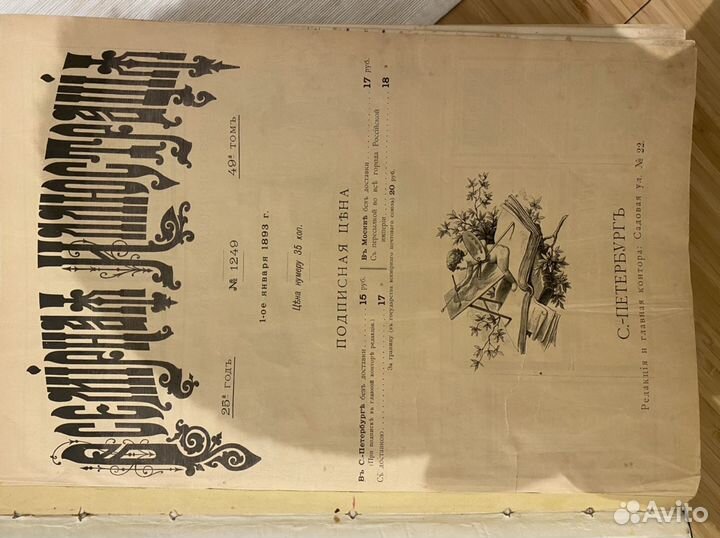 Всемірная Иллюстрація
25й годъ № 1249 49й томъ
1-ое января 1893 г.
Цѣна нумеру 35 коп.
ПОДПИСНАЯ ЦѢНА
Въ С.-Петербургѣ безъ доставки 15 руб.
(При подпискѣ въ главной конторѣ редакціи.)
Съ доставкою 17 »
Въ Москвѣ безъ доставки 17 руб.
Съ пересылкой во всѣ города Россійской
имперіи 18 »
За границу (въ государства всемірнаго почтоваго союза) 20 руб.
С.-ПЕТЕРБУРГЪ
Редакція и главная контора: Садовая ул. № 22.
Avito